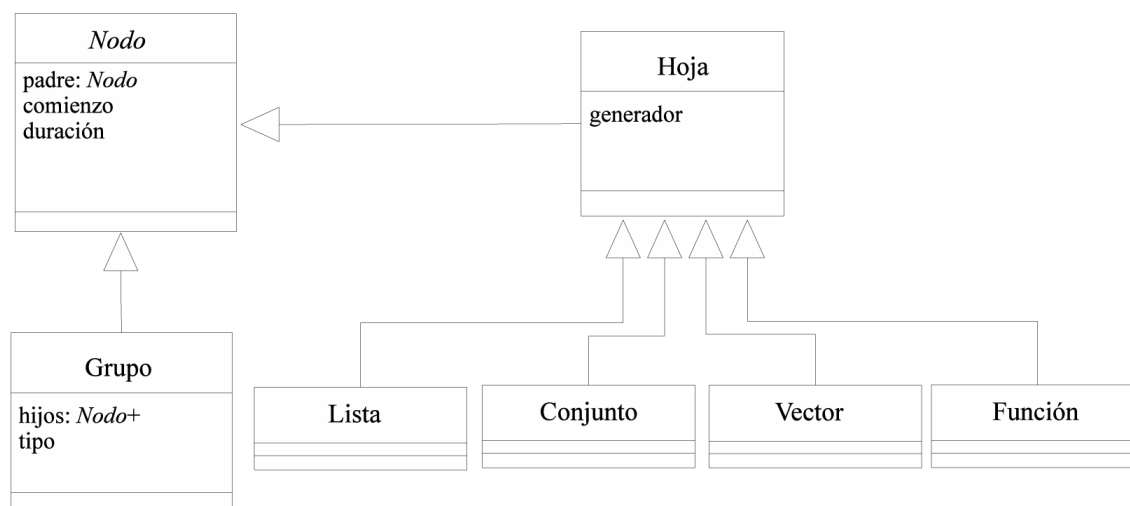 Nodo
padre: Nodo
comienzo
duración
Hoja
generador
Grupo
hijos: Nodo+
tipo
Lista
Conjunto
Vector
Función